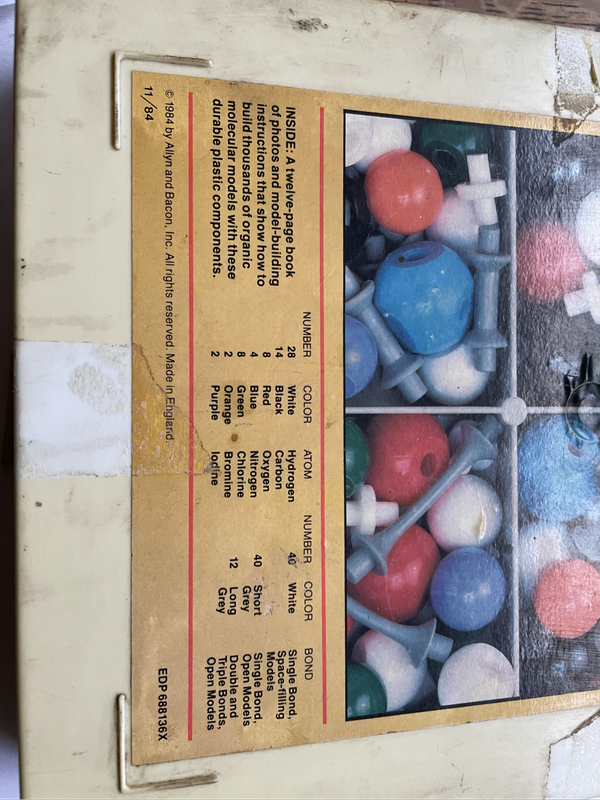 INSIDE: A twelve-page book
of photos and model-building
instructions that show how to
build thousands of organic
molecular models with these
durable plastic components.
NUMBER COLOR ATOM
28 White Hydrogen
14 Black Carbon
8 Red Oxygen
4 Blue Nitrogen
8 Green Chlorine
2 Orange Bromine
2 Purple Iodine
NUMBER COLOR BOND
40 White Single Bond,
Space-filling
Models
40 Short Single Bond,
Grey Open Models
12 Long Double and
Grey Triple Bonds,
Open Models
© 1984 by Allyn and Bacon, Inc. All rights reserved. Made in England.
11/84
EDP 688136X